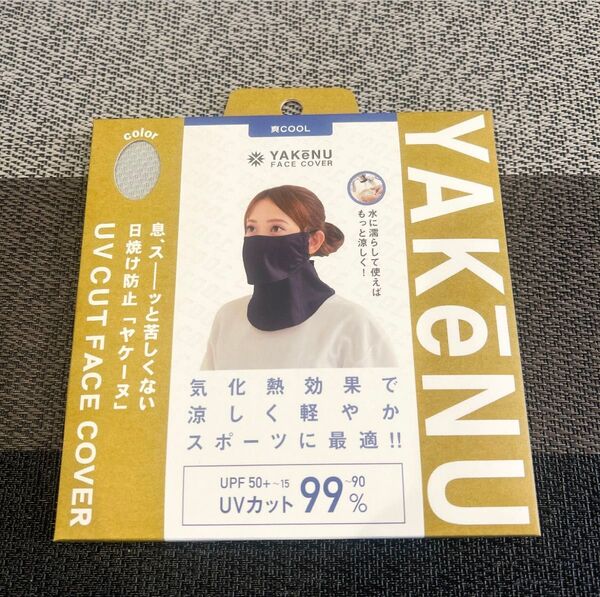 color
爽COOL
YAKēNU
FACE COVER
水に濡らして使えば
もっと涼しく!
息、スーッと苦しくない
日焼け防止「ヤケーヌ」
UV CUT FACE COVER
気化熱効果で
涼しく軽やか
スポーツに最適!!
UPF 50+~15
UVカット 99~90%
YAKēNU